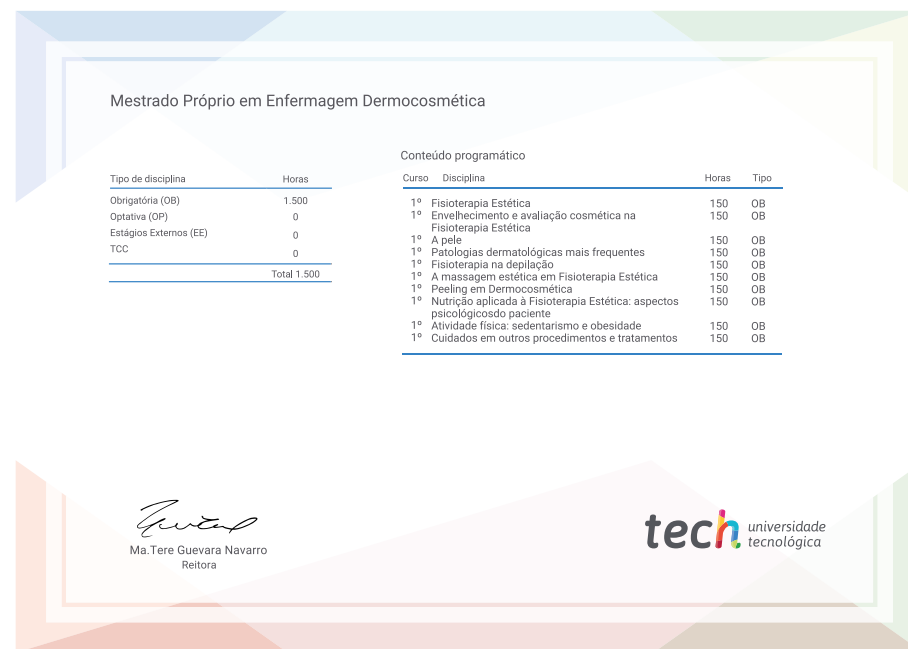 Mestrado Próprio em Enfermagem Dermocosmética
Tipo de disciplina Horas
Obrigatória (OB) 1.500
Optativa (OP) 0
Estágios Externos (EE) 0
TCC 0
Total 1.500
Conteúdo programático
Curso Disciplina Horas Tipo
1º Fisioterapia Estética 150 OB
1º Envelhecimento e avaliação cosmética na 150 OB
Fisioterapia Estética
1º A pele 150 OB
1º Patologias dermatológicas mais frequentes 150 OB
1º Fisioterapia na depilação 150 OB
1º A massagem estética em Fisioterapia Estética 150 OB
1º Peeling em Dermocosmética 150 OB
1º Nutrição aplicada à Fisioterapia Estética: aspectos 150 OB
psicológicosdo paciente
1º Atividade física: sedentarismo e obesidade 150 OB
1º Cuidados em outros procedimentos e tratamentos 150 OB
Ma.Tere Guevara Navarro
Reitora
tech universidade
tecnológica